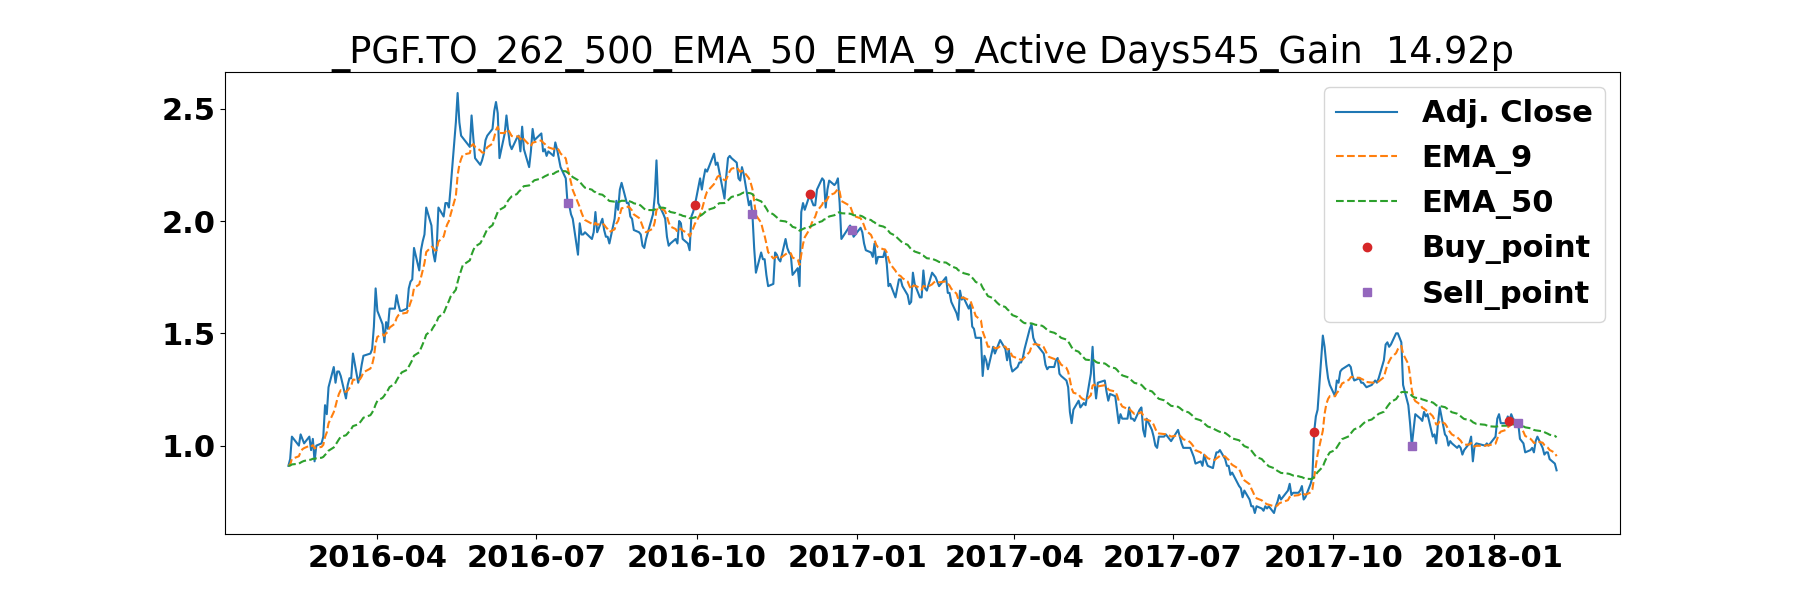 _PGF.TO_262_500_EMA_50_EMA_9_Active Days545_Gain  14.92p
2.5
2.0
1.5
1.0
Adj. Close
EMA_9
EMA_50
Buy_point
Sell_point
2016-04 2016-07 2016-10 2017-01 2017-04 2017-07 2017-10 2018-01